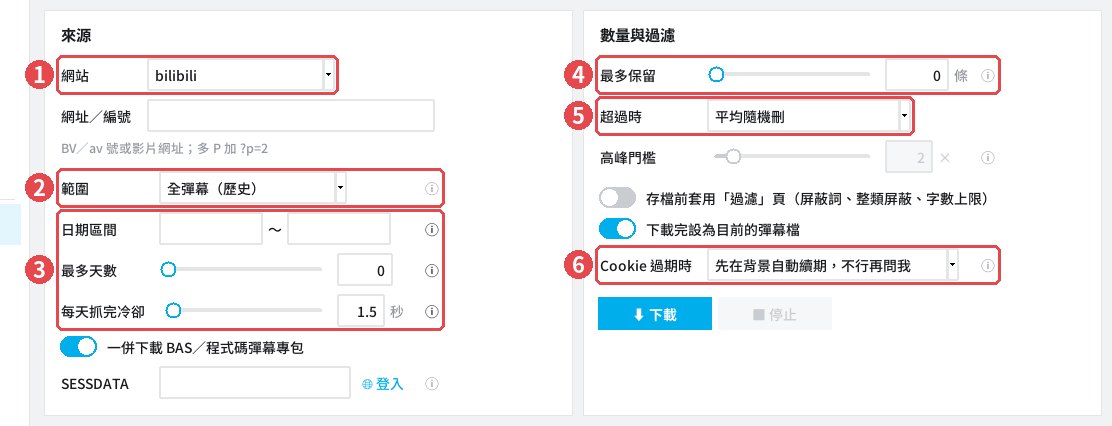 來源
1 網站 bilibili
網址／編號
BV／av 號或影片網址；多 P 加 ?p=2
2 範圍 全彈幕（歷史）
日期區間 ～
3 最多天數 0
每天抓完冷卻 1.5 秒
一併下載 BAS／程式碼彈幕專包
SESSDATA 登入
數量與過濾
4 最多保留 0 條
5 超過時 平均隨機刪
高峰門檻 2 ×
存檔前套用「過濾」頁（屏蔽詞、整類屏蔽、字數上限）
下載完設為目前的彈幕檔
6 Cookie 過期時 先在背景自動續期，不行再問我
下載 停止